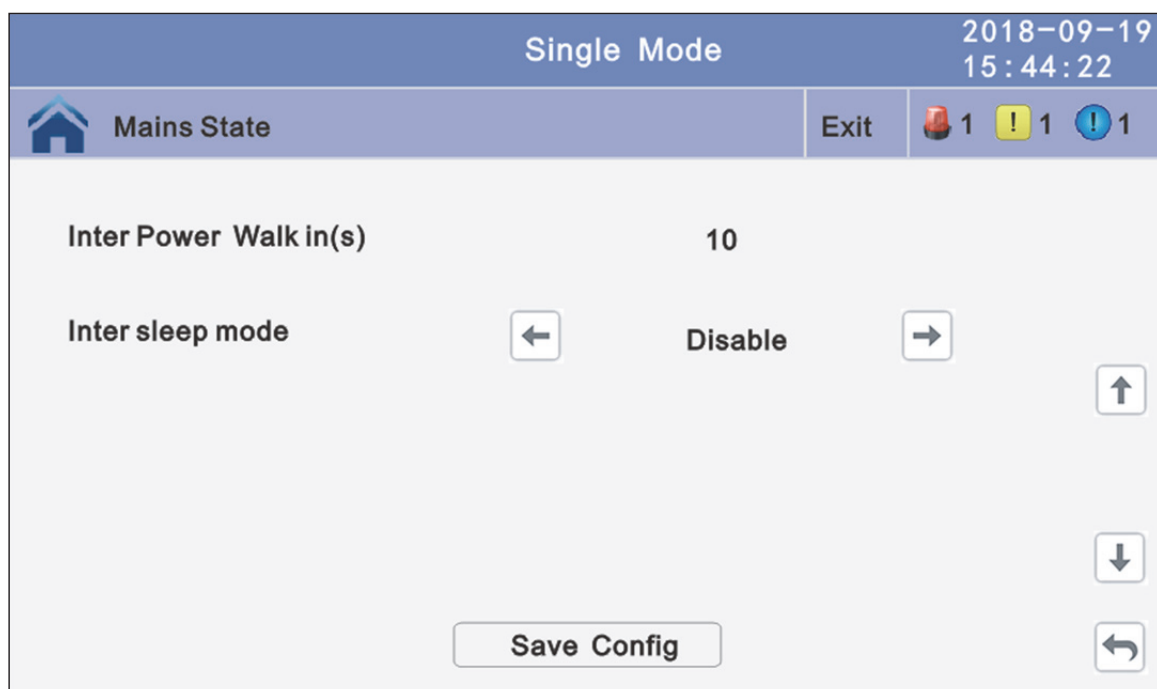 Single Mode
2018-09-19
15:44:22
Mains State
Exit
1 ! 1 ! 1
Inter Power Walk in(s) 10
Inter sleep mode Disable
Save Config